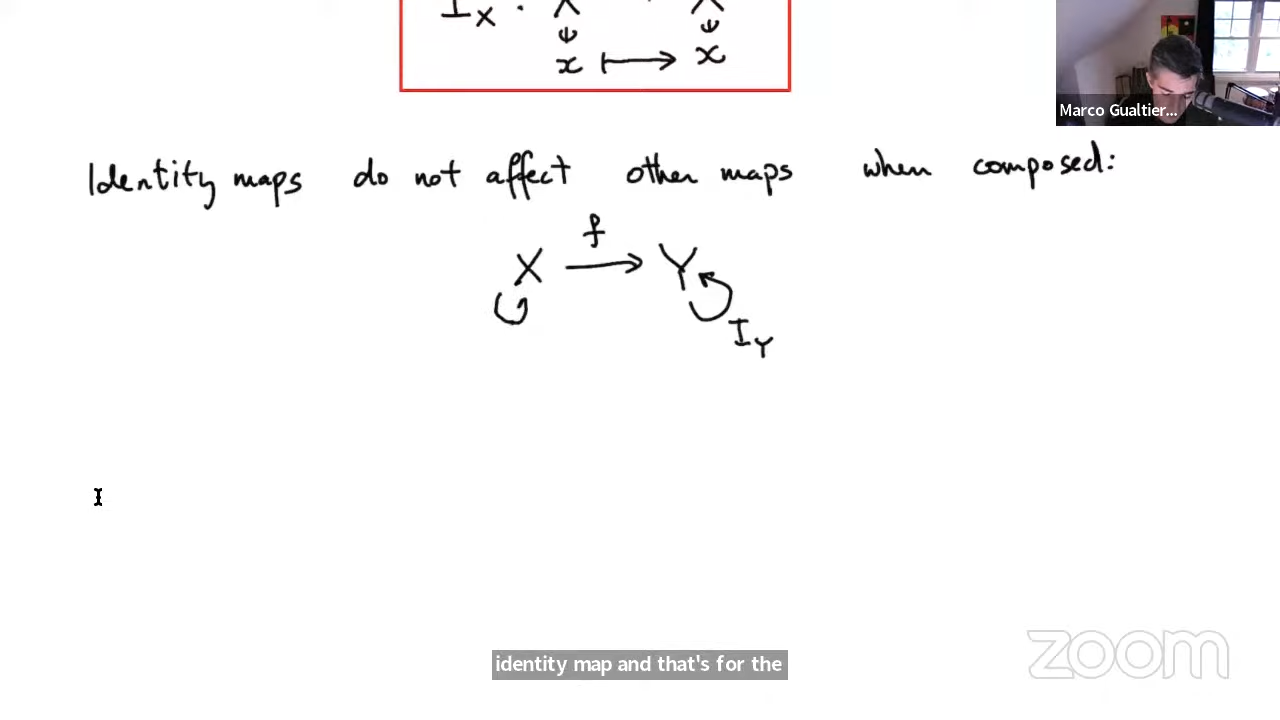 I_X : X → X
x ↦ x
Marco Gualtier...
Identity maps do not affect other maps when composed:
f
X → Y
I_Y
identity map and that's for the
zoom